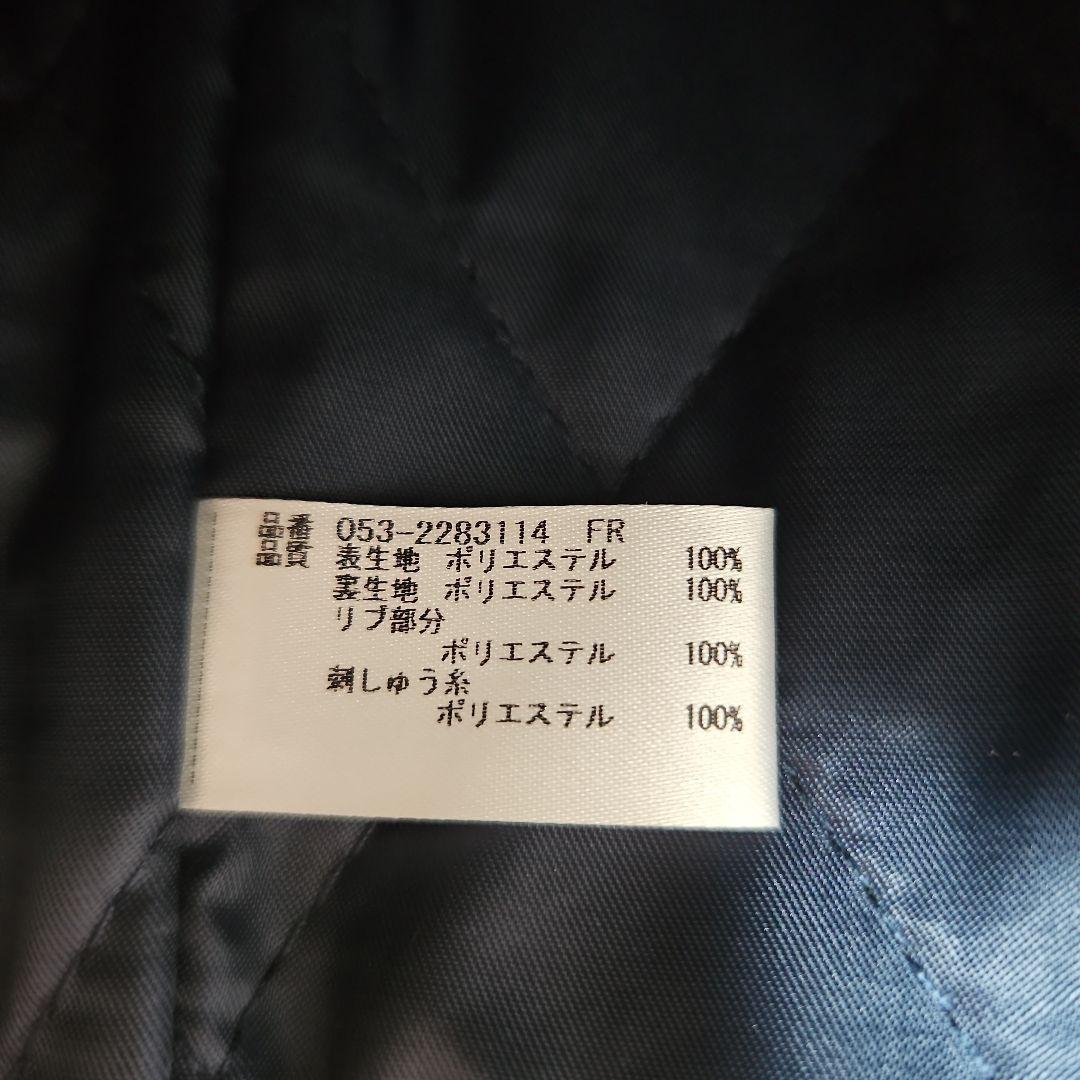 品番 053-2283114 FR
品質 表生地 ポリエステル 100%
裏生地 ポリエステル 100%
リブ部分
ポリエステル 100%
刺しゅう糸
ポリエステル 100%